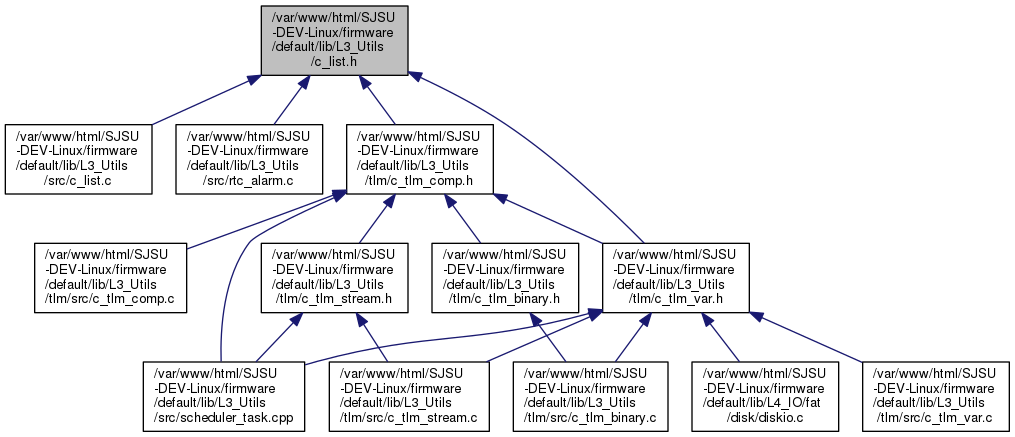 /var/www/html/SJSU
-DEV-Linux/firmware
/default/lib/L3_Utils
/c_list.h
/var/www/html/SJSU
-DEV-Linux/firmware
/default/lib/L3_Utils
/src/c_list.c
/var/www/html/SJSU
-DEV-Linux/firmware
/default/lib/L3_Utils
/src/rtc_alarm.c
/var/www/html/SJSU
-DEV-Linux/firmware
/default/lib/L3_Utils
/tlm/c_tlm_comp.h
/var/www/html/SJSU
-DEV-Linux/firmware
/default/lib/L3_Utils
/tlm/src/c_tlm_comp.c
/var/www/html/SJSU
-DEV-Linux/firmware
/default/lib/L3_Utils
/tlm/c_tlm_stream.h
/var/www/html/SJSU
-DEV-Linux/firmware
/default/lib/L3_Utils
/tlm/c_tlm_binary.h
/var/www/html/SJSU
-DEV-Linux/firmware
/default/lib/L3_Utils
/tlm/c_tlm_var.h
/var/www/html/SJSU
-DEV-Linux/firmware
/default/lib/L3_Utils
/src/scheduler_task.cpp
/var/www/html/SJSU
-DEV-Linux/firmware
/default/lib/L3_Utils
/tlm/src/c_tlm_stream.c
/var/www/html/SJSU
-DEV-Linux/firmware
/default/lib/L3_Utils
/tlm/src/c_tlm_binary.c
/var/www/html/SJSU
-DEV-Linux/firmware
/default/lib/L4_IO/fat
/disk/diskio.c
/var/www/html/SJSU
-DEV-Linux/firmware
/default/lib/L3_Utils
/tlm/src/c_tlm_var.c